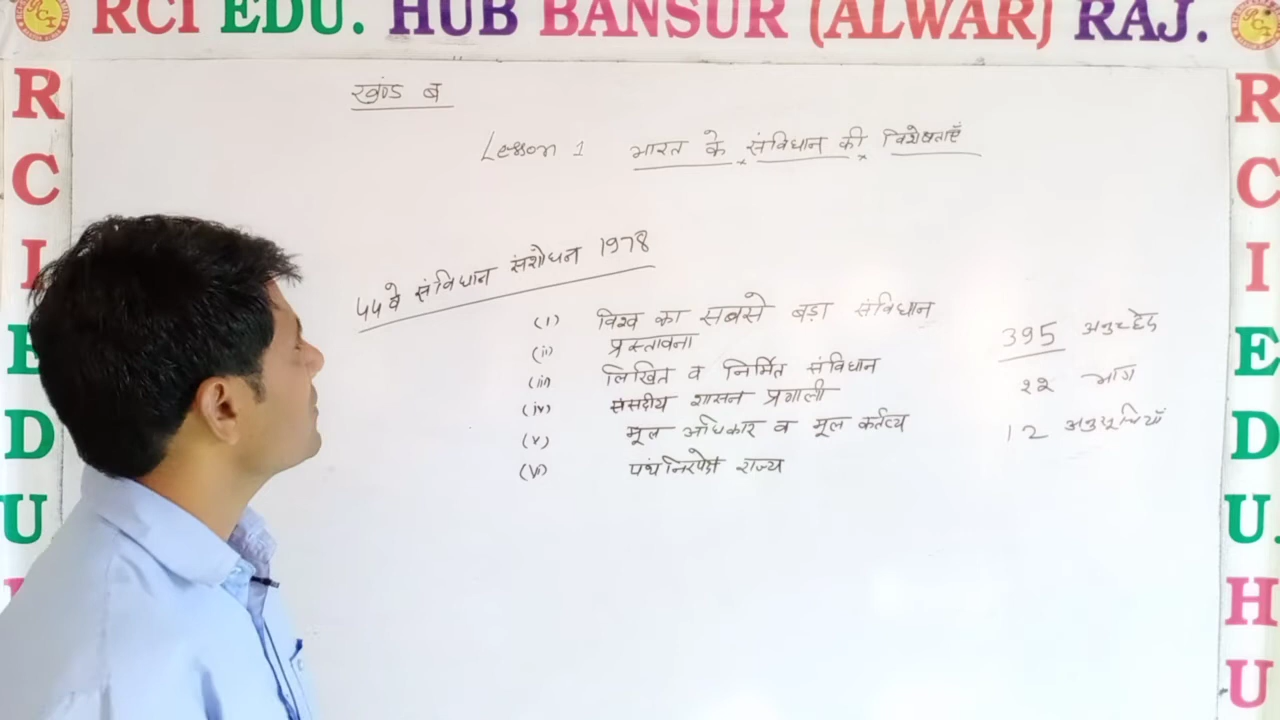 RCI EDU. HUB BANSUR (ALWAR) RAJ.
खण्ड ब
Lesson 1 भारत के संविधान की विशेषताएँ
44 वे संविधान संशोधन 1978
(i) विश्व का सबसे बड़ा संविधान
(ii) प्रस्तावना
(iii) लिखित व निर्मित संविधान
(iv) संसदीय शासन प्रणाली
(v) मूल अधिकार व मूल कर्तव्य
(vi) पंथनिरपेक्ष राज्य
395 अनुच्छेद
22 भाग
12 अनुसूचियाँ
R
C
I
E
D
U
R
C
I
E
D
U.
H
U